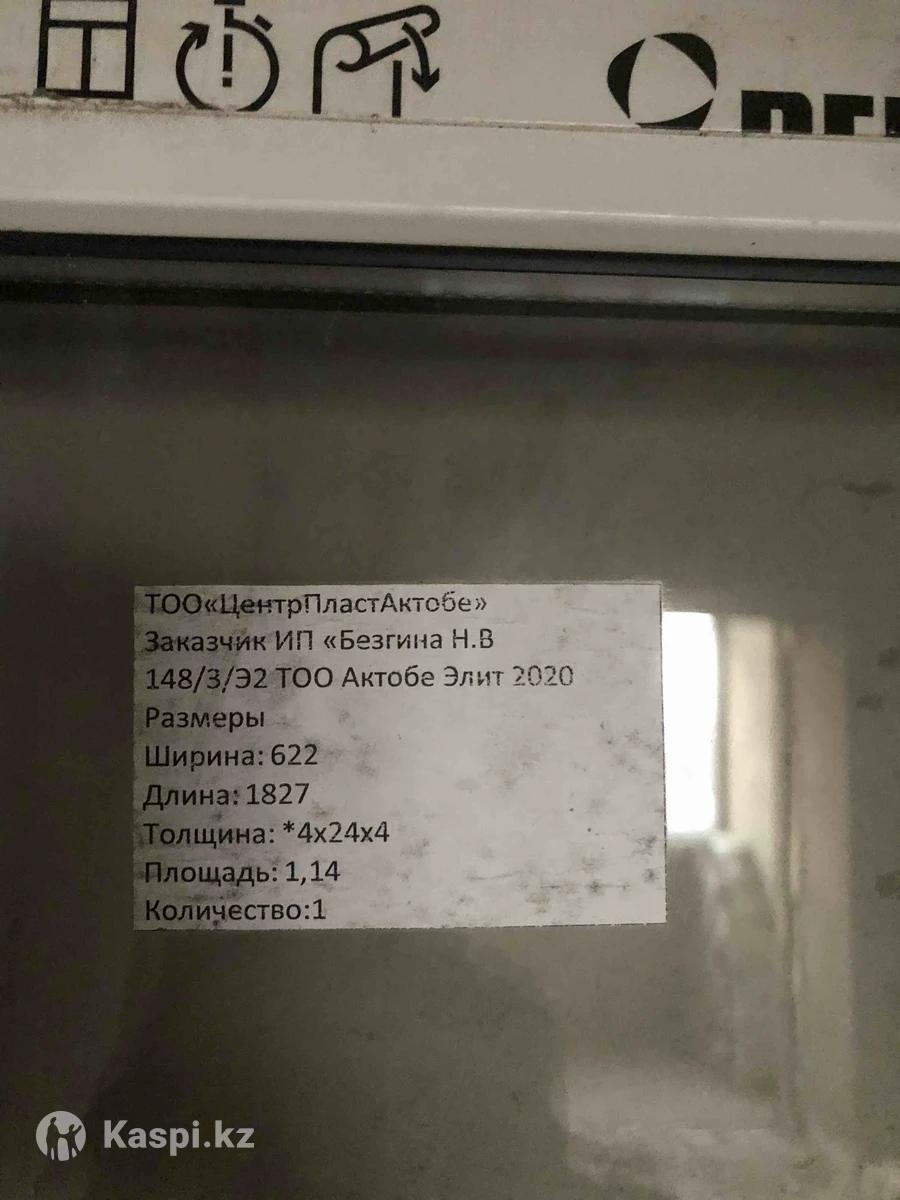 ТОО«ЦентрПластАктобе»
Заказчик ИП «Безгина Н.В
148/3/Э2 ТОО Актобе Элит 2020
Размеры
Ширина: 622
Длина: 1827
Толщина: *4х24х4
Площадь: 1,14
Количество:1
Kaspi.kz